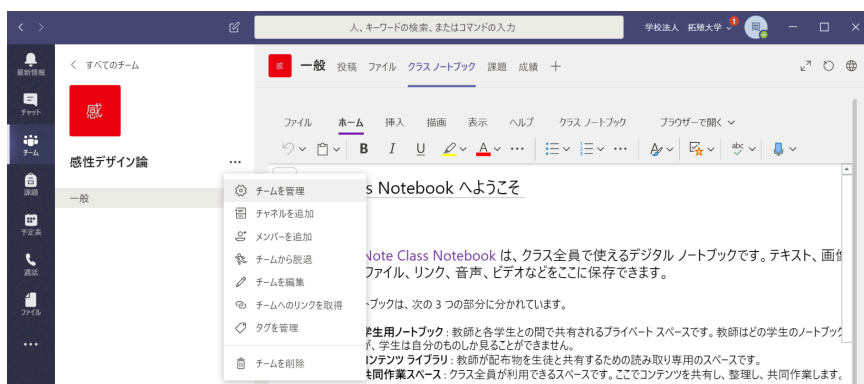 人、キーワードの検索、またはコマンドの入力
学校法人 拓殖大学
1
岡
最新情報
チャット
チーム
課題
予定表
通話
ファイル
すべてのチーム
感
感性デザイン論
一般
感 一般 投稿 ファイル クラス ノートブック 課題 成績
ファイル ホーム 挿入 描画 表示 ヘルプ クラス ノートブック ブラウザーで開く
B I U A abc
チームを管理
チャネルを追加
メンバーを追加
チームから脱退
チームを編集
チームへのリンクを取得
タグを管理
チームを削除
s Notebook へようこそ
Note Class Notebook は、クラス全員で使えるデジタル ノートブックです。テキスト、画像
ファイル、リンク、音声、ビデオなどをここに保存できます。
トブックは、次の 3 つの部分に分かれています。
学生用ノートブック : 教師と各学生との間で共有されるプライベート スペースです。教師はどの学生のノートブック
が、学生は自分のものしか見ることができません。
コンテンツ ライブラリ : 教師が配布物を生徒と共有するための読み取り専用のスペースです。
共同作業スペース : クラス全員が利用できるスペースです。ここでコンテンツを共有し、整理し、共同作業します。